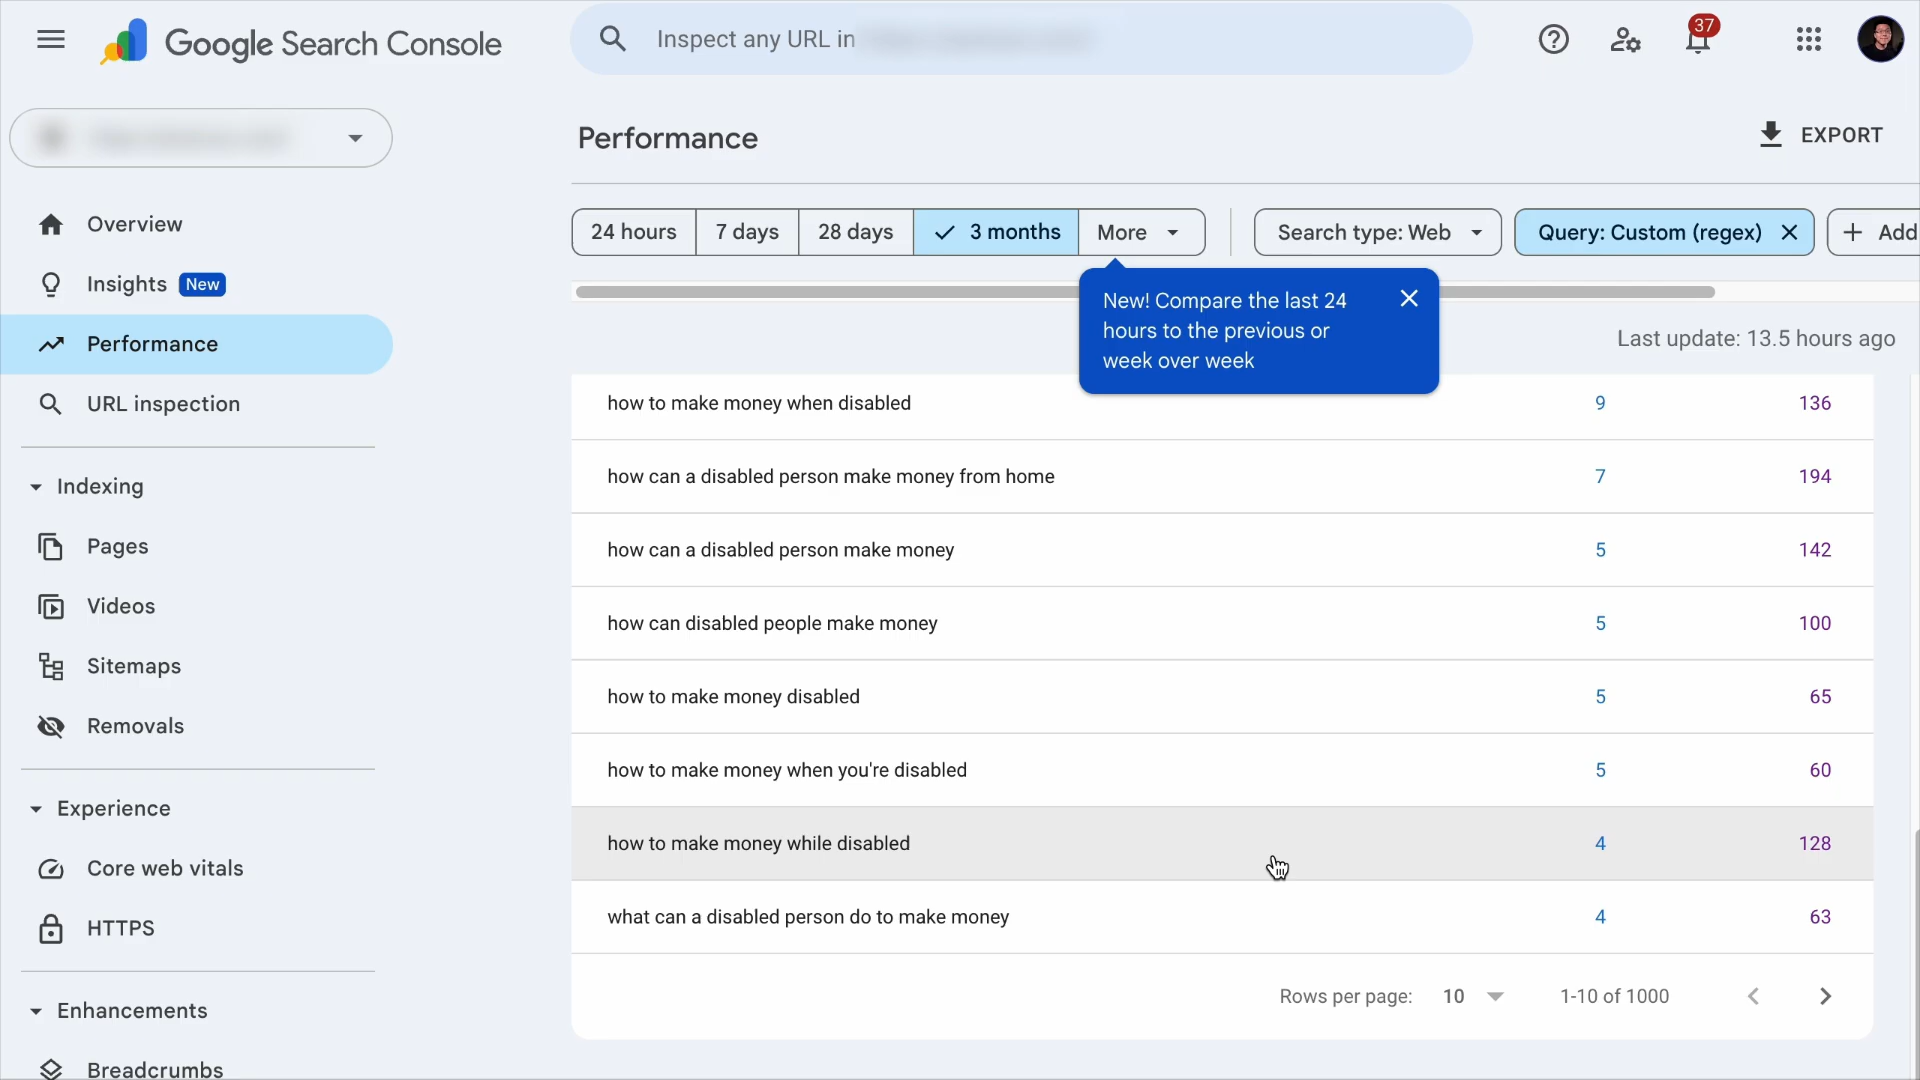 Google Search Console
Inspect any URL in
37
Overview
Insights New
Performance
URL inspection
Indexing
Pages
Videos
Sitemaps
Removals
Experience
Core web vitals
HTTPS
Enhancements
Breadcrumbs
Performance
EXPORT
24 hours 7 days 28 days 3 months More Search type: Web Query: Custom (regex) Add
New! Compare the last 24
hours to the previous or
week over week
Last update: 13.5 hours ago
how to make money when disabled 9 136
how can a disabled person make money from home 7 194
how can a disabled person make money 5 142
how can disabled people make money 5 100
how to make money disabled 5 65
how to make money when you're disabled 5 60
how to make money while disabled 4 128
what can a disabled person do to make money 4 63
Rows per page: 10 1-10 of 1000